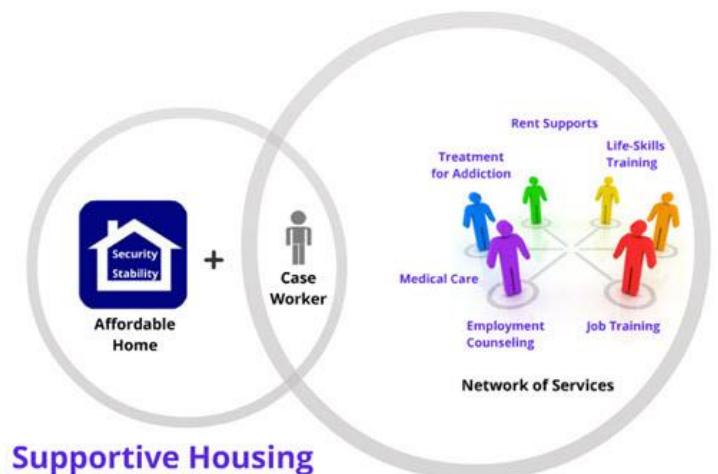 Rent Supports
Treatment
for Addiction
Life-Skills
Training
Security
Stability
+
Case
Worker
Medical Care
Affordable
Home
Employment
Counseling
Job Training
Network of Services
Supportive Housing